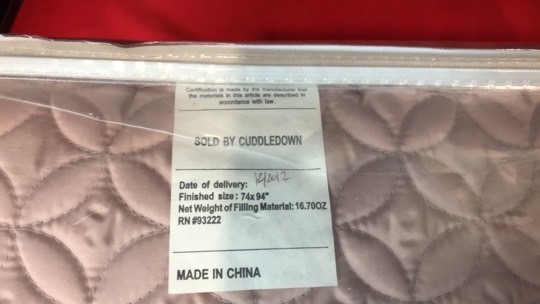 Certification is made by the manufacturer that
the materials in this article are described in
accordance with law.
SOLD BY CUDDLEDOWN
Date of delivery:
Finished size: 74x 94"
Net Weight of Filling Material: 16.70OZ
RN #93222
MADE IN CHINA